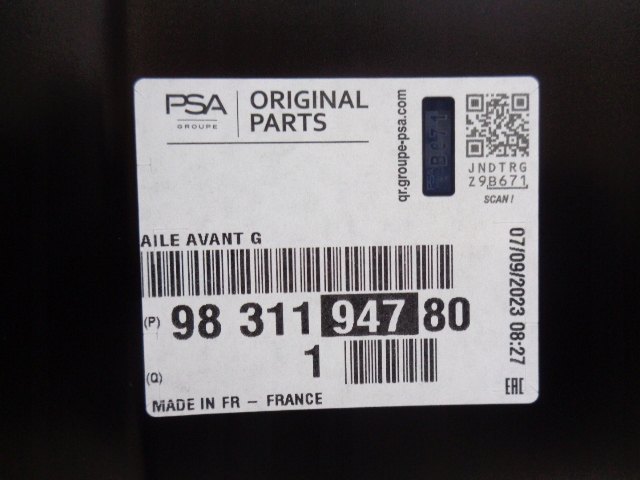 PSA
GROUPE
ORIGINAL
PARTS
qr.groupe-psa.com
JNDTRG
Z9B671
SCAN!
AILE AVANT G
(P) 98 311 947 80
(Q) 1
MADE IN FR - FRANCE
07/09/2023 08:27
EAC